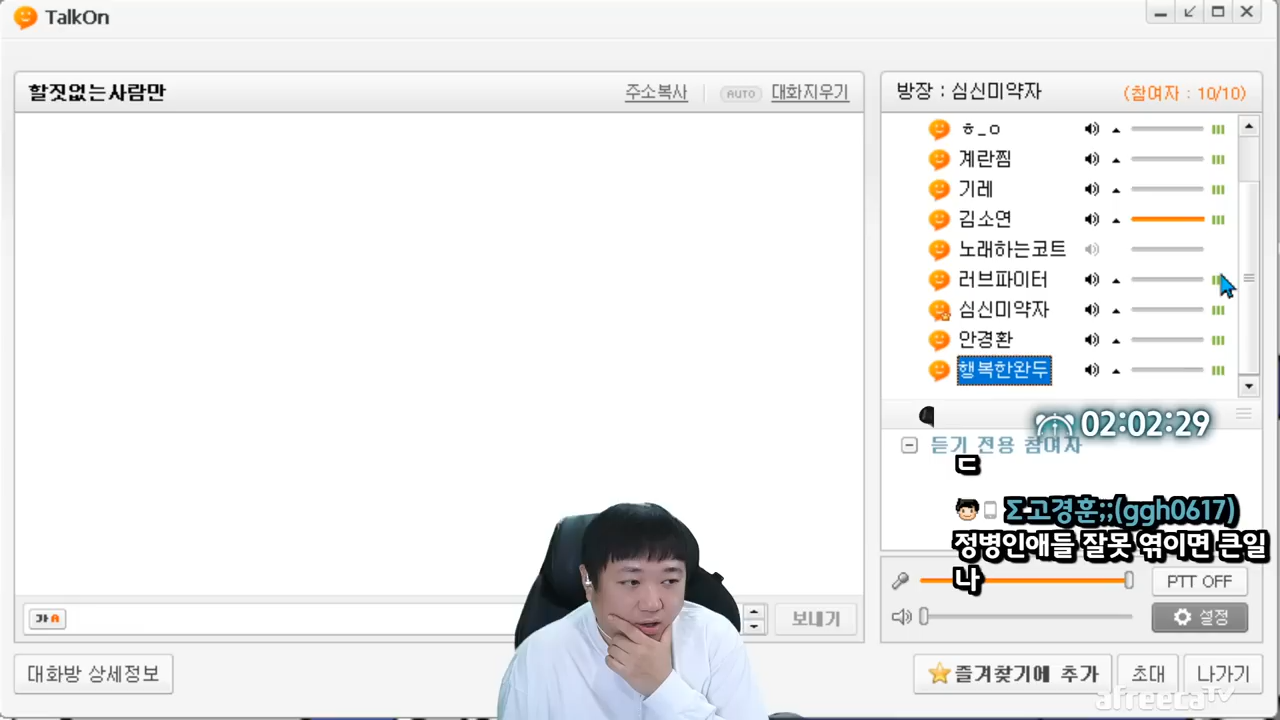 TalkOn
할짓없는사람만
주소복사
AUTO
대화지우기
방장 : 심신미약자
(참여자 : 10/10)
ㅎ_ㅇ
계란찜
기레
김소연
노래하는코트
러브파이터
심신미약자
안경환
행복한완두
02:02:29
듣기 전용 참여자
ㄷ
Σ고경훈;;(ggh0617)
정병인애들 잘못 엮이면 큰일
나
PTT OFF
가
보내기
설정
대화방 상세정보
즐겨찾기에 추가
초대
나가기
afreecaTV